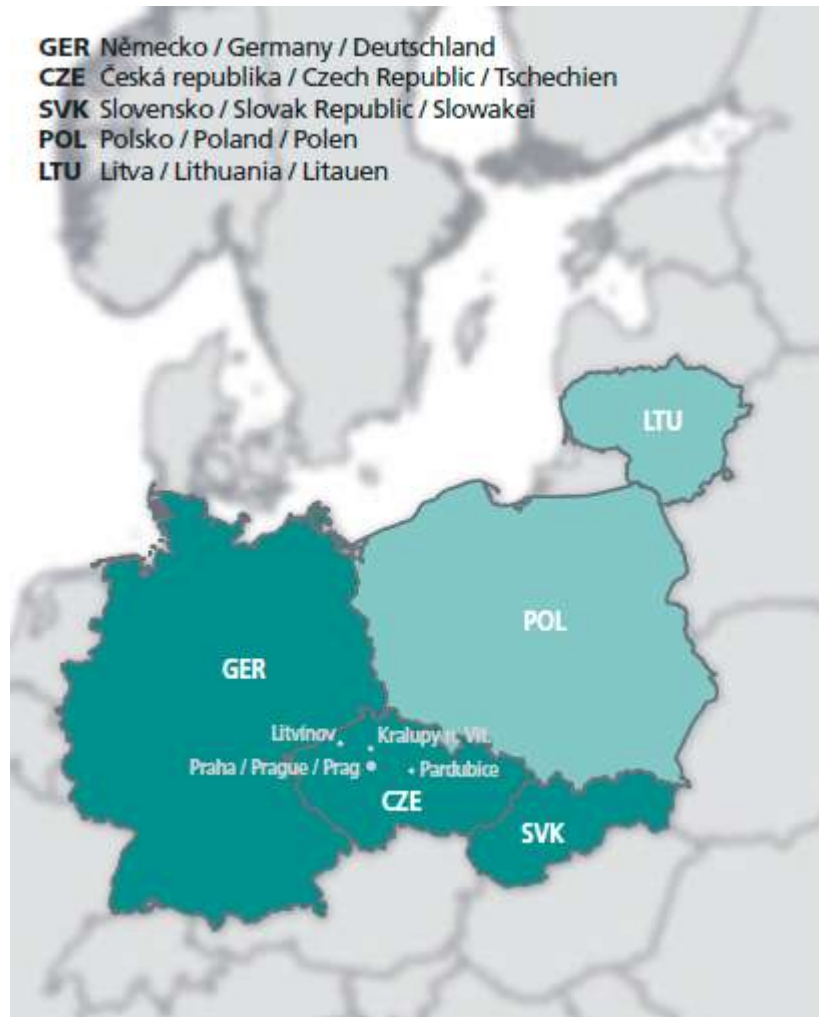 GER Německo / Germany / Deutschland
CZE Česká republika / Czech Republic / Tschechien
SVK Slovensko / Slovak Republic / Slowakei
POL Polsko / Poland / Polen
LTU Litva / Lithuania / Litauen
LTU
POL
GER
Litvínov
Kralupy n. Vlt.
Praha / Prague / Prag
Pardubice
CZE
SVK